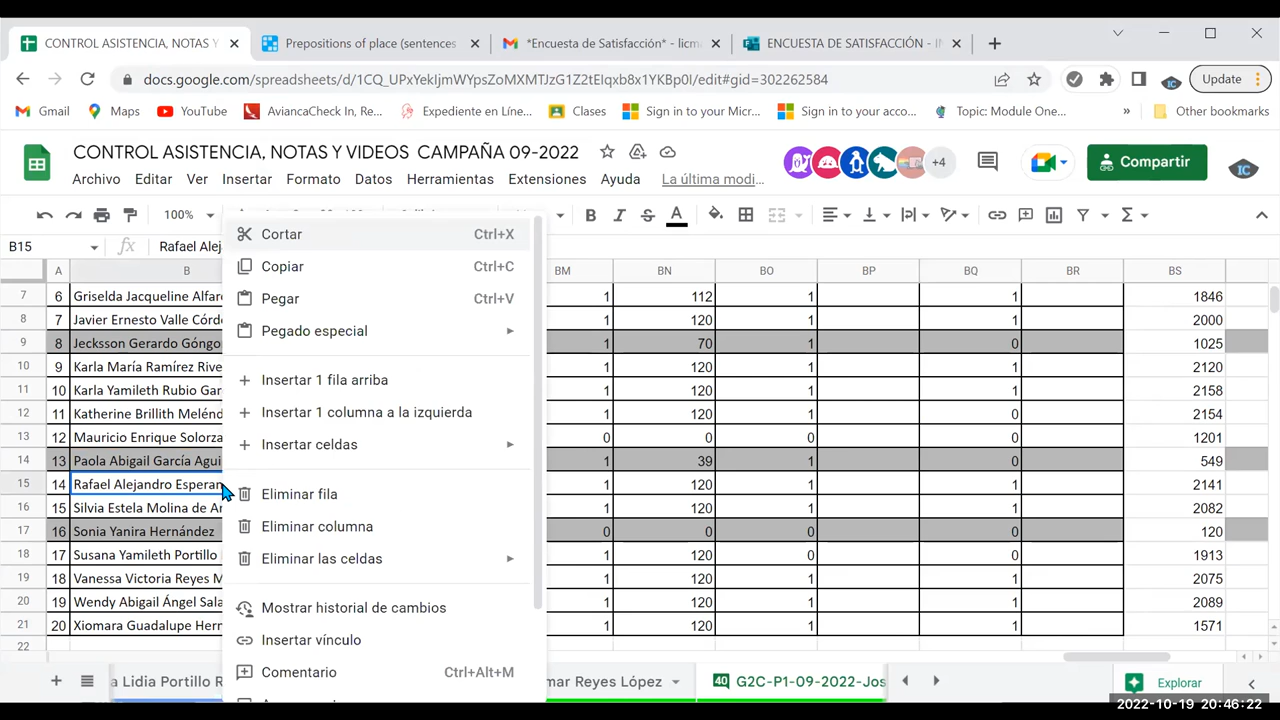 CONTROL ASISTENCIA, NOTAS Y
Prepositions of place (sentences
*Encuesta de Satisfacción* - licm
ENCUESTA DE SATISFACCIÓN - I
docs.google.com/spreadsheets/d/1CQ_UPxYekIjmWYpsZoMXMTJzG1Z2tEIqxb8x1YKBp0I/edit#gid=302262584
Update
Gmail
Maps
YouTube
AviancaCheck In, Re...
Expediente en Líne...
Clases
Sign in to your Micr...
Sign in to your acco...
Topic: Module One...
»
Other bookmarks
CONTROL ASISTENCIA, NOTAS Y VIDEOS CAMPAÑA 09-2022
+4
Compartir
Editar Ver Insertar Formato Datos Herramientas Extensiones Ayuda La última modi...
100%
B15 fx Rafael Alej
A B BM BN BO BP BQ BR BS
7 6 Griselda Jacqueline Alfar 1 112 1 1 1846
8 7 Javier Ernesto Valle Córd 1 120 1 1 2000
9 8 Jecksson Gerardo Góngo 1 70 1 0 1025
10 9 Karla María Ramírez Rive 1 120 1 1 2120
11 10 Karla Yamileth Rubio Gar 1 120 1 1 2158
12 11 Katherine Brillith Melénd 1 120 1 0 2154
13 12 Mauricio Enrique Solorza 0 0 0 0 1201
14 13 Paola Abigail García Agui 1 39 1 0 549
15 14 Rafael Alejandro Esperan 1 120 1 1 2141
16 15 Silvia Estela Molina de Ar 1 120 1 1 2082
17 16 Sonia Yanira Hernández 0 0 0 0 120
18 17 Susana Yamileth Portillo 1 120 0 0 1913
19 18 Vanessa Victoria Reyes M 1 120 1 1 2075
20 19 Wendy Abigail Ángel Sala 1 120 1 1 2089
21 20 Xiomara Guadalupe Hern 1 120 1 1 1571
22
Cortar Ctrl+X
Copiar Ctrl+C
Pegar Ctrl+V
Pegado especial
Insertar 1 fila arriba
Insertar 1 columna a la izquierda
Insertar celdas
Eliminar fila
Eliminar columna
Eliminar las celdas
Mostrar historial de cambios
Insertar vínculo
Comentario Ctrl+Alt+M
a Lidia Portillo R
mar Reyes López
40 G2C-P1-09-2022-Jos
Explorar
2022-10-19 20:46:22